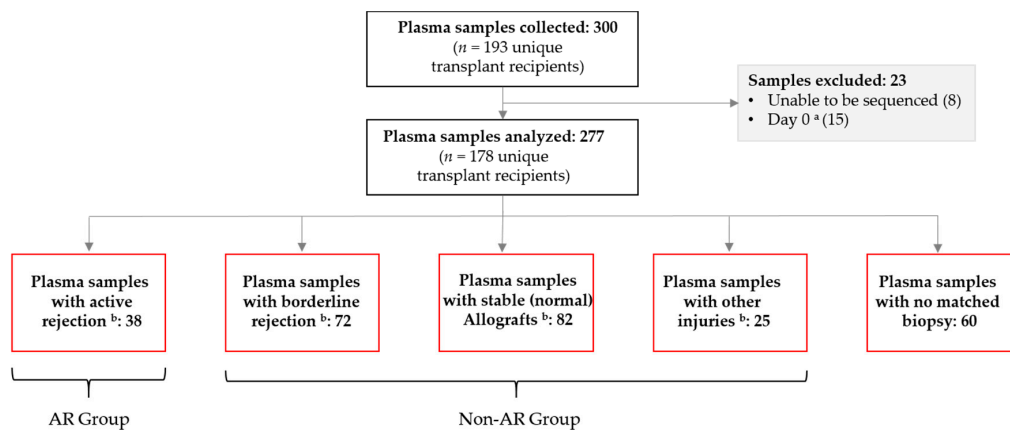 Plasma samples collected: 300
(n = 193 unique
transplant recipients)
Samples excluded: 23
• Unable to be sequenced (8)
• Day 0 ª (15)
Plasma samples analyzed: 277
(n = 178 unique
transplant recipients)
Plasma samples
with active
rejection ᵇ: 38
Plasma samples
with borderline
rejection ᵇ: 72
Plasma samples
with stable (normal)
Allografts ᵇ: 82
Plasma samples
with other
injuries ᵇ: 25
Plasma samples
with no matched
biopsy: 60
AR Group
Non-AR Group